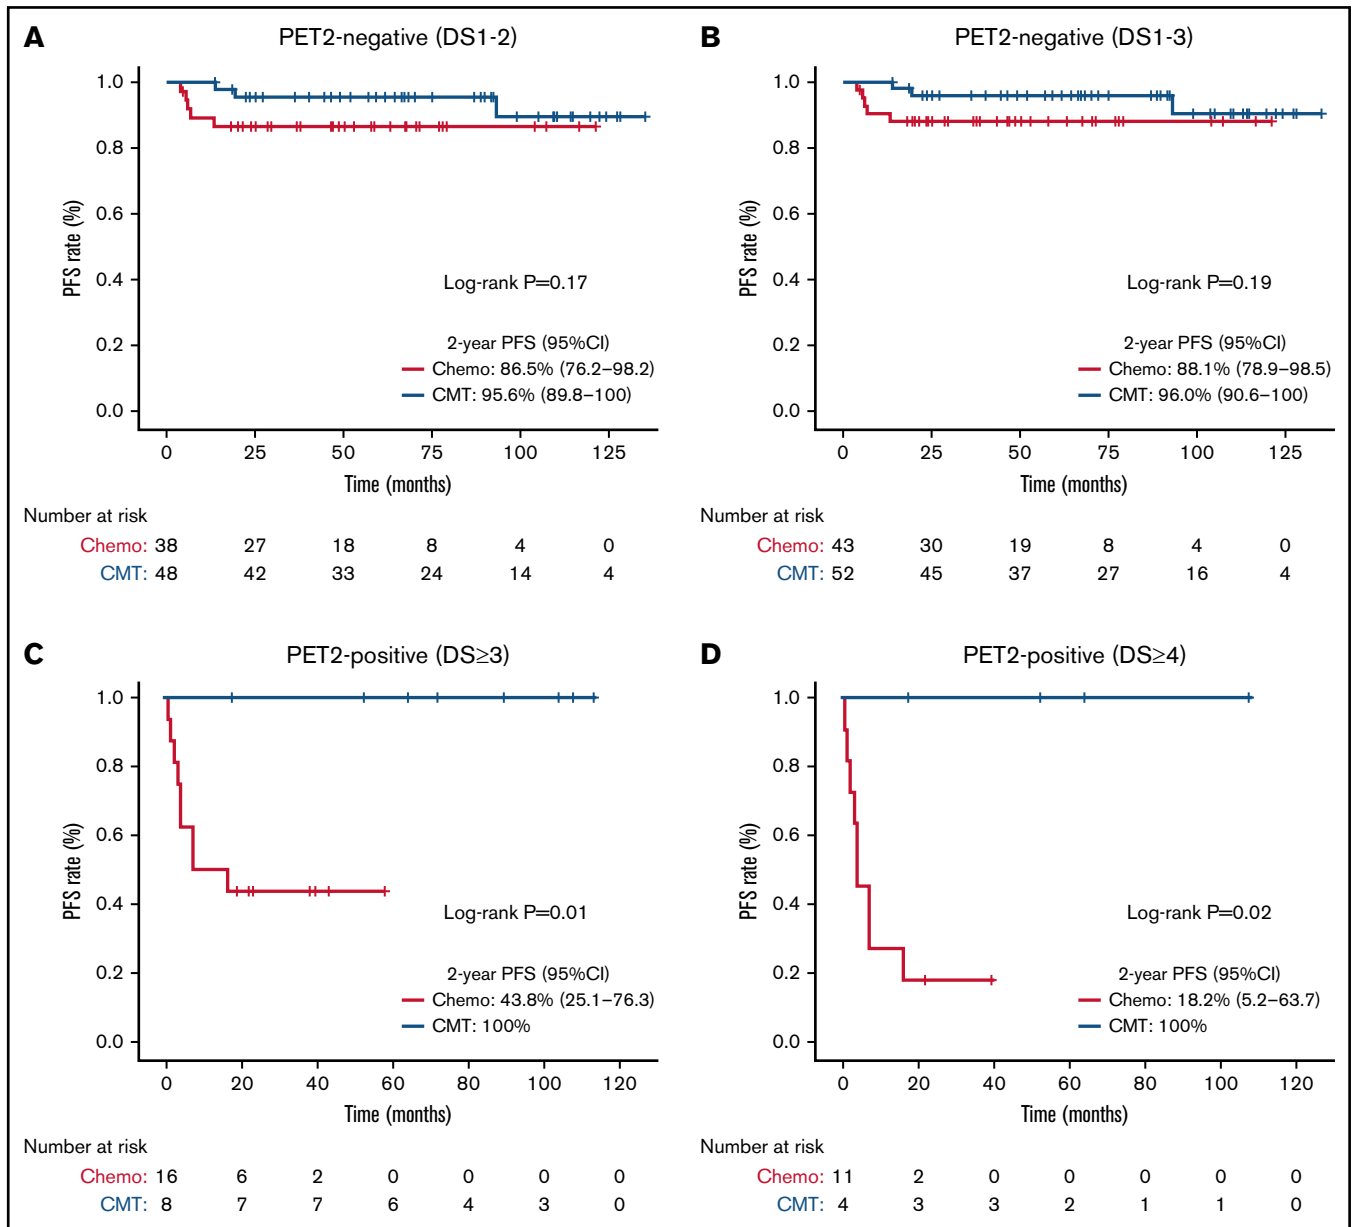 A
PET2-negative (DS1-2)
1.0
0.8
0.6
0.4
0.2
0.0
PFS rate (%)
Log-rank P=0.17
2-year PFS (95%CI)
Chemo: 86.5% (76.2–98.2)
CMT: 95.6% (89.8–100)
0 25 50 75 100 125
Time (months)
Number at risk
Chemo: 38 27 18 8 4 0
CMT: 48 42 33 24 14 4
B
PET2-negative (DS1-3)
1.0
0.8
0.6
0.4
0.2
0.0
PFS rate (%)
Log-rank P=0.19
2-year PFS (95%CI)
Chemo: 88.1% (78.9–98.5)
CMT: 96.0% (90.6–100)
0 25 50 75 100 125
Time (months)
Number at risk
Chemo: 43 30 19 8 4 0
CMT: 52 45 37 27 16 4
C
PET2-positive (DS≥3)
1.0
0.8
0.6
0.4
0.2
0.0
PFS rate (%)
Log-rank P=0.01
2-year PFS (95%CI)
Chemo: 43.8% (25.1–76.3)
CMT: 100%
0 20 40 60 80 100 120
Time (months)
Number at risk
Chemo: 16 6 2 0 0 0 0
CMT: 8 7 7 6 4 3 0
D
PET2-positive (DS≥4)
1.0
0.8
0.6
0.4
0.2
0.0
PFS rate (%)
Log-rank P=0.02
2-year PFS (95%CI)
Chemo: 18.2% (5.2–63.7)
CMT: 100%
0 20 40 60 80 100 120
Time (months)
Number at risk
Chemo: 11 2 0 0 0 0 0
CMT: 4 3 3 2 1 1 0